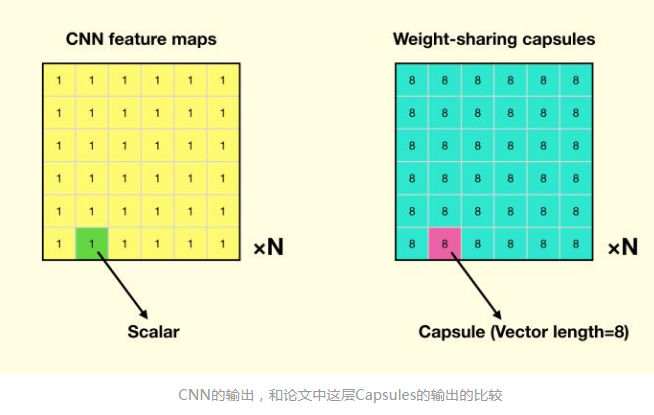 CNN feature maps
Weight-sharing capsules
1 1 1 1 1 1
8 8 8 8 8 8
1 1 1 1 1 1
8 8 8 8 8 8
1 1 1 1 1 1
8 8 8 8 8 8
1 1 1 1 1 1
8 8 8 8 8 8
1 1 1 1 1 1
8 8 8 8 8 8
1 1 1 1 1 1
×N
8 8 8 8 8 8
×N
Scalar
Capsule (Vector length=8)
CNN的输出，和论文中这层Capsules的输出的比较